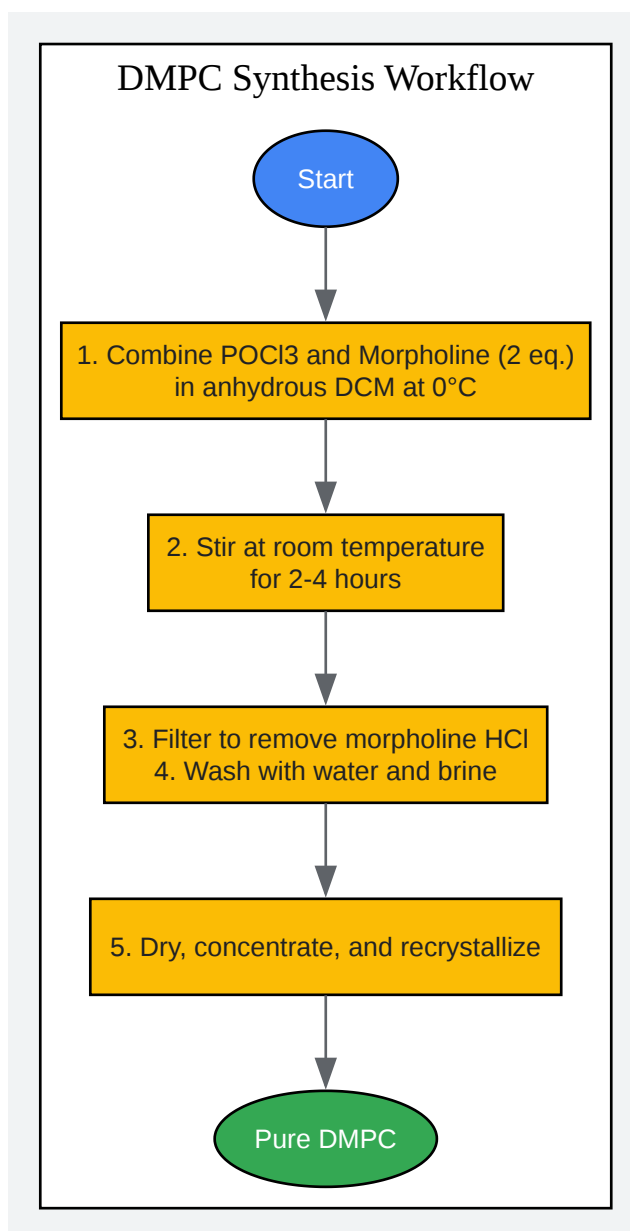 DMPC Synthesis Workflow
Start
1. Combine POCl3 and Morpholine (2 eq.)
in anhydrous DCM at 0°C
2. Stir at room temperature
for 2-4 hours
3. Filter to remove morpholine HCl
4. Wash with water and brine
5. Dry, concentrate, and recrystallize
Pure DMPC